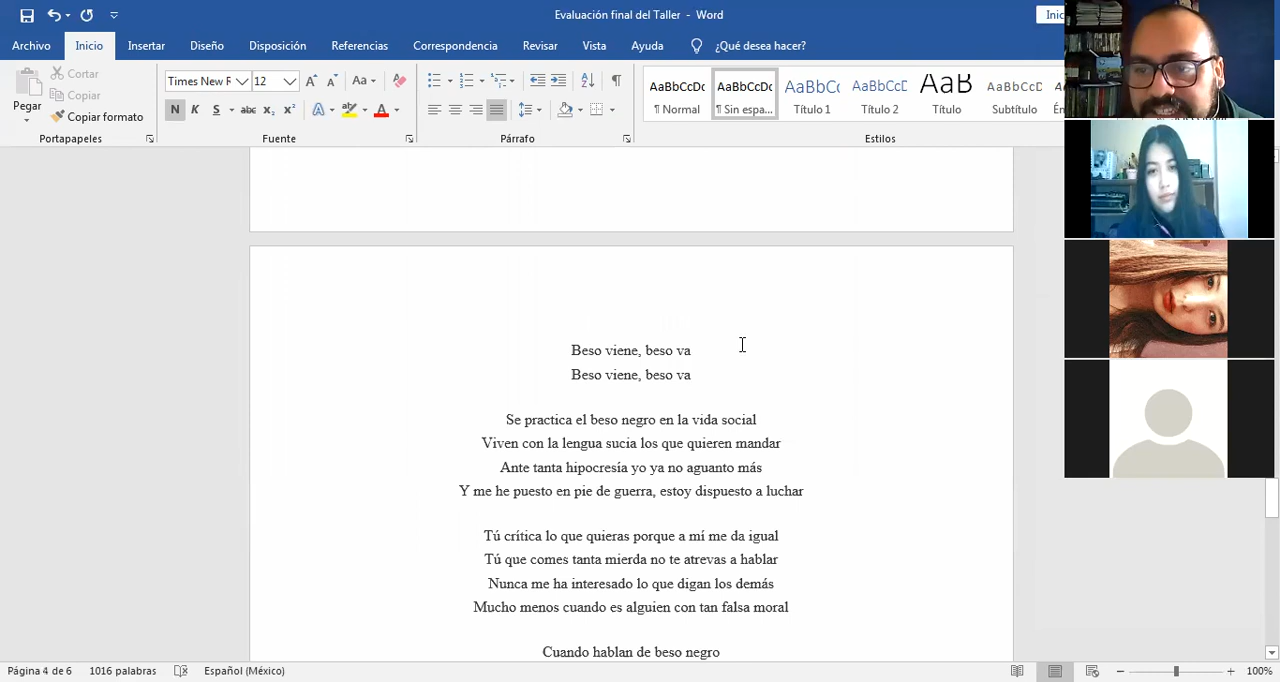 Evaluación final del Taller - Word
Inic
Archivo Inicio Insertar Diseño Disposición Referencias Correspondencia Revisar Vista Ayuda ¿Qué desea hacer?
Pegar
Cortar
Copiar
Copiar formato
Portapapeles
Times New R 12
Aa
N K S abc x₂ x² A A
Fuente
Párrafo
AaBbCcDc AaBbCcDc AaBbCc AaBbCcD AaB AaBbCcD
¶ Normal ¶ Sin espa... Título 1 Título 2 Título Subtítulo
Estilos
Beso viene, beso va
Beso viene, beso va
Se practica el beso negro en la vida social
Viven con la lengua sucia los que quieren mandar
Ante tanta hipocresía yo ya no aguanto más
Y me he puesto en pie de guerra, estoy dispuesto a luchar
Tú crítica lo que quieras porque a mí me da igual
Tú que comes tanta mierda no te atrevas a hablar
Nunca me ha interesado lo que digan los demás
Mucho menos cuando es alguien con tan falsa moral
Cuando hablan de beso negro
Página 4 de 6 1016 palabras Español (México) 100%